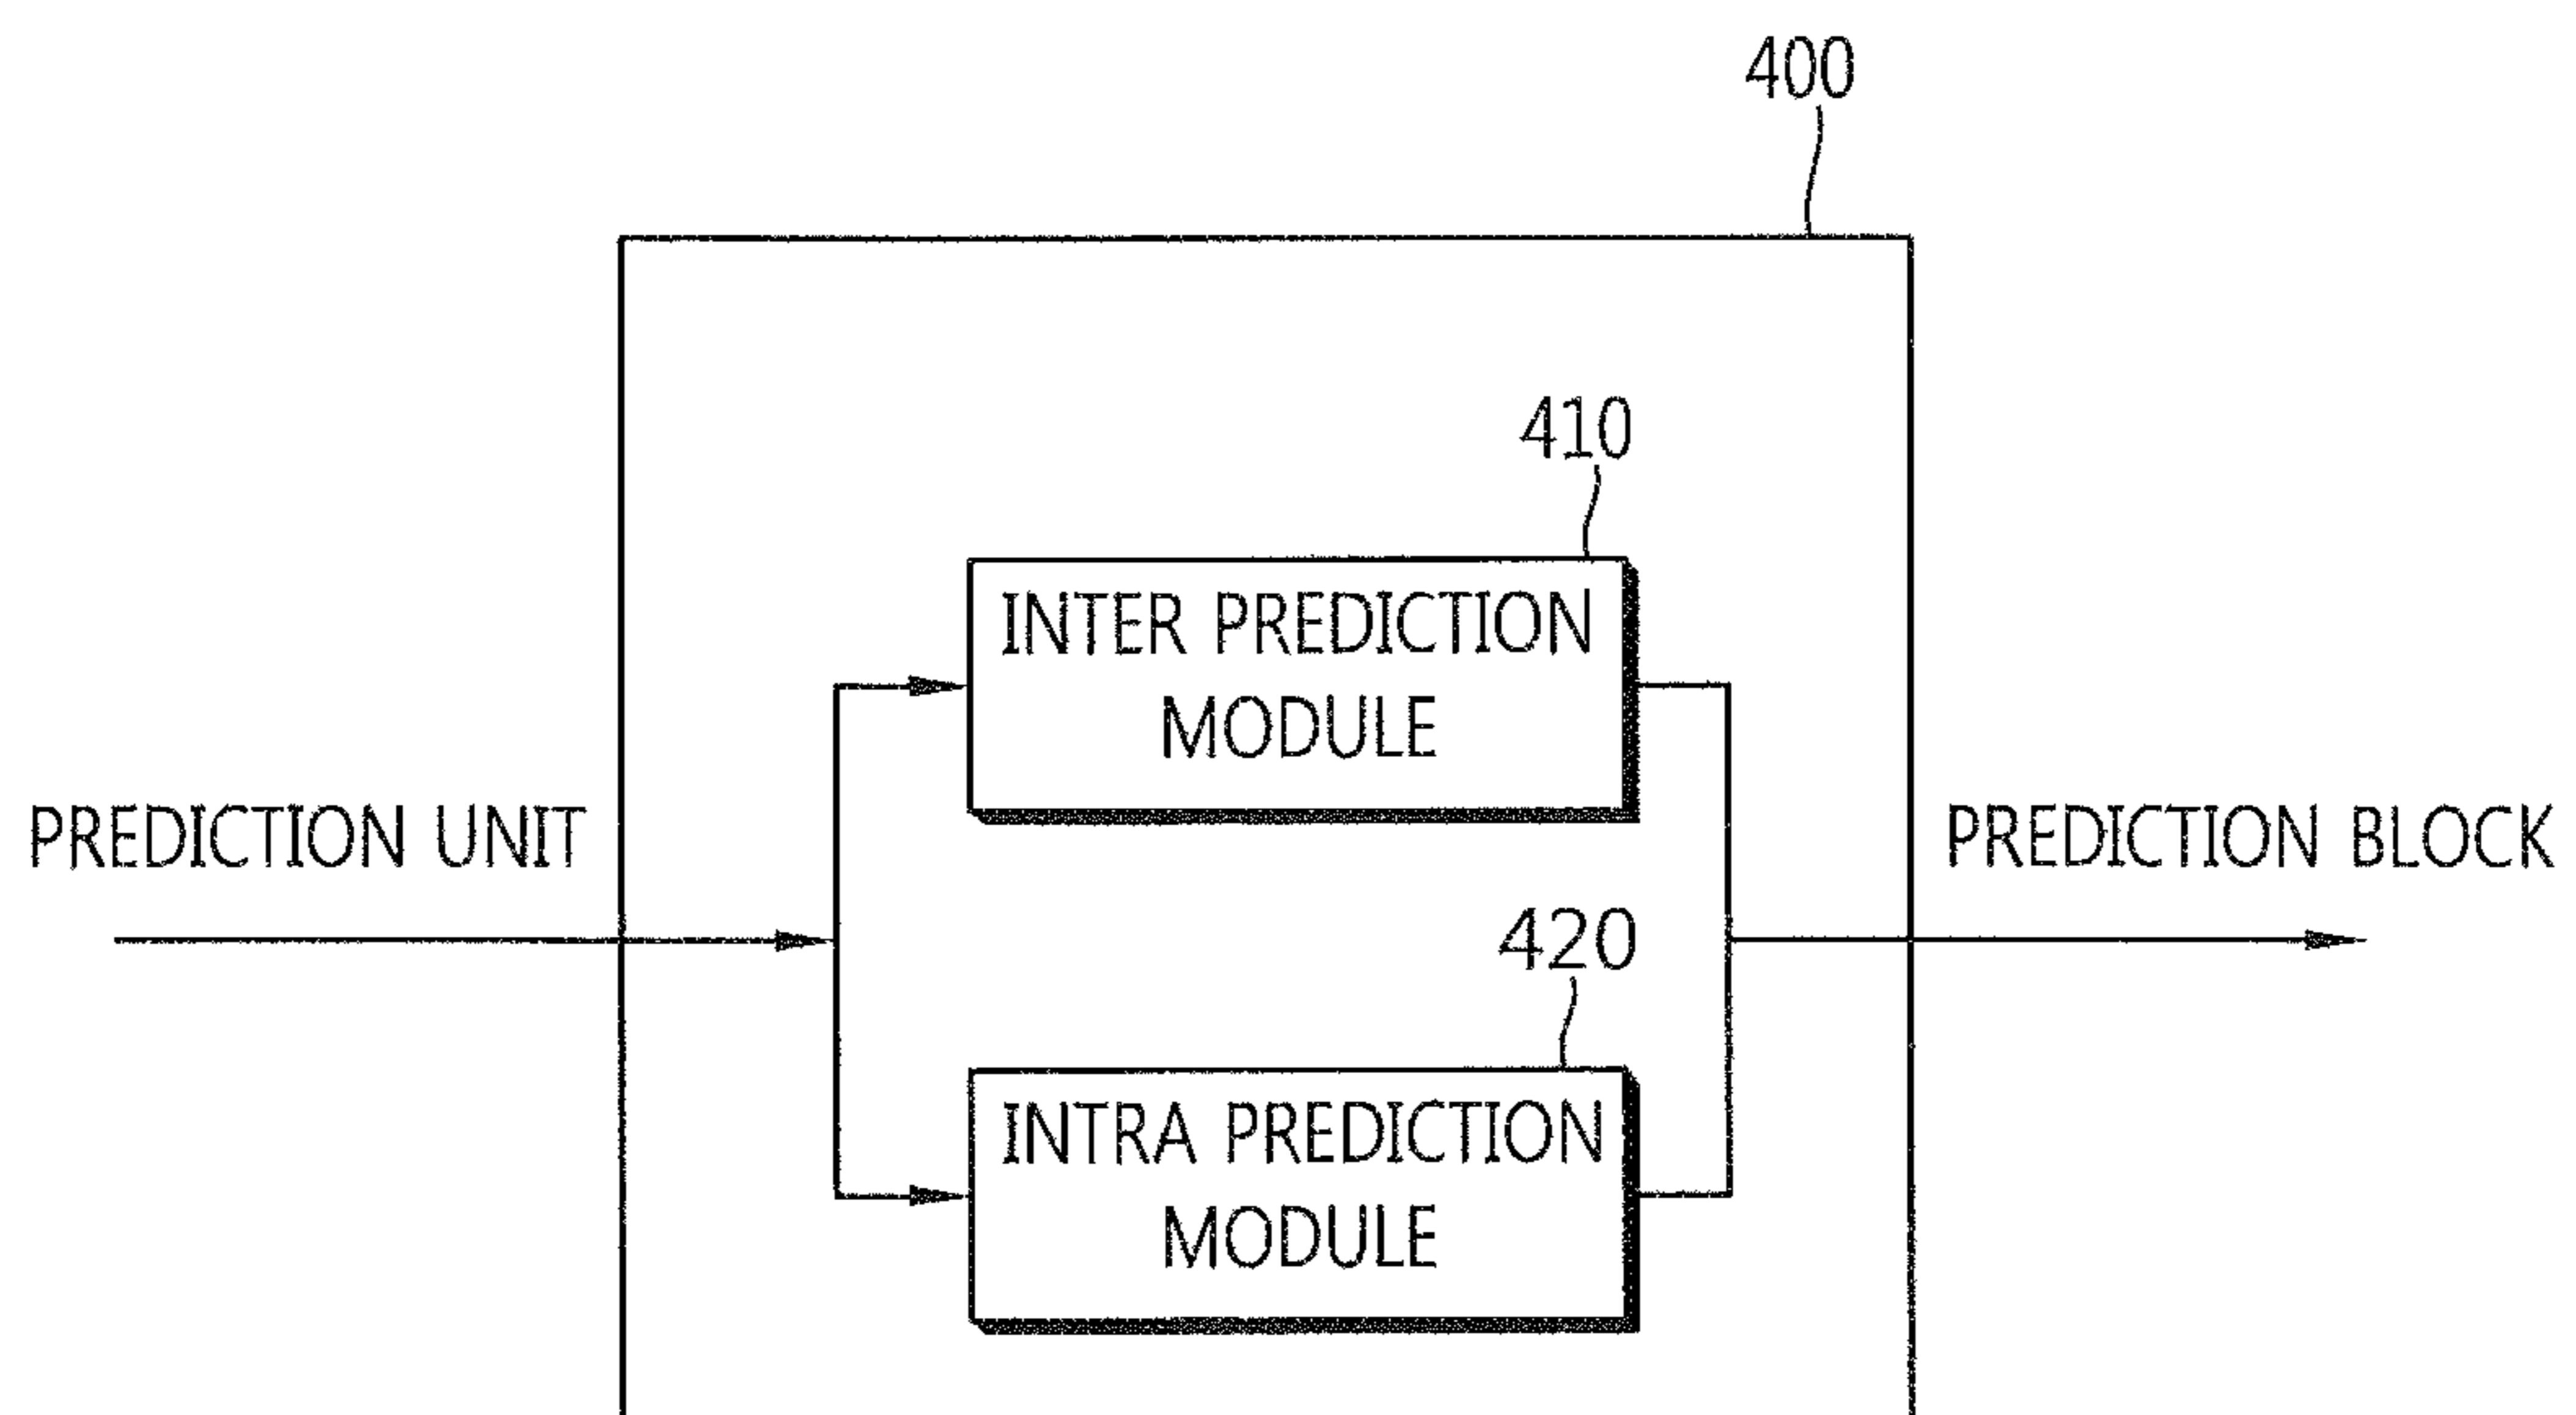 400
410
INTER PREDICTION
MODULE
PREDICTION UNIT
PREDICTION BLOCK
420
INTRA PREDICTION
MODULE